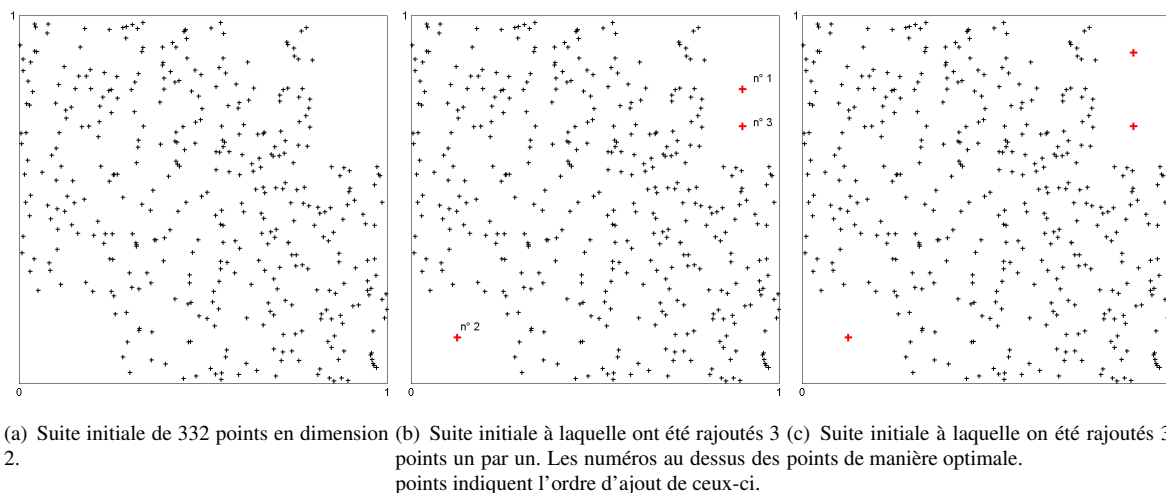 1
1
n° 1
n° 3
n° 2
0
1
0
1
0
(a) Suite initiale de 332 points en dimension
2.
(b) Suite initiale à laquelle ont été rajoutés 3
points un par un. Les numéros au dessus des
points indiquent l'ordre d'ajout de ceux-ci.
(c) Suite initiale à laquelle on été rajoutés 3
points de manière optimale.